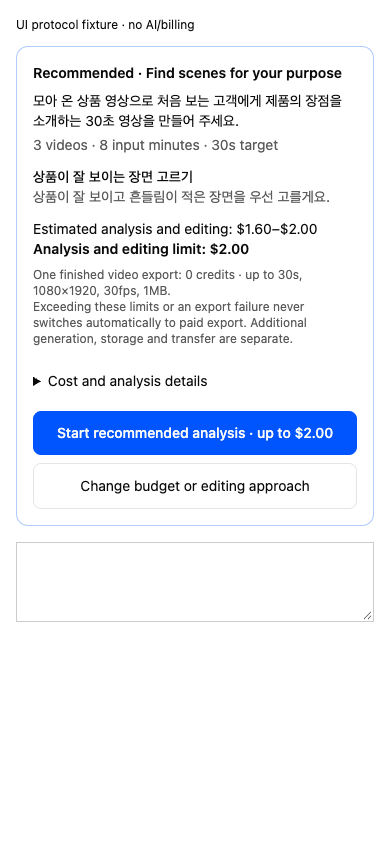 UI protocol fixture · no AI/billing
Recommended · Find scenes for your purpose
모아 온 상품 영상으로 처음 보는 고객에게 제품의 장점을
소개하는 30초 영상을 만들어 주세요.
3 videos · 8 input minutes · 30s target
상품이 잘 보이는 장면 고르기
상품이 잘 보이고 흔들림이 적은 장면을 우선 고를게요.
Estimated analysis and editing: $1.60–$2.00
Analysis and editing limit: $2.00
One finished video export: 0 credits · up to 30s,
1080×1920, 30fps, 1MB.
Exceeding these limits or an export failure never
switches automatically to paid export. Additional
generation, storage and transfer are separate.
Cost and analysis details
Start recommended analysis · up to $2.00
Change budget or editing approach